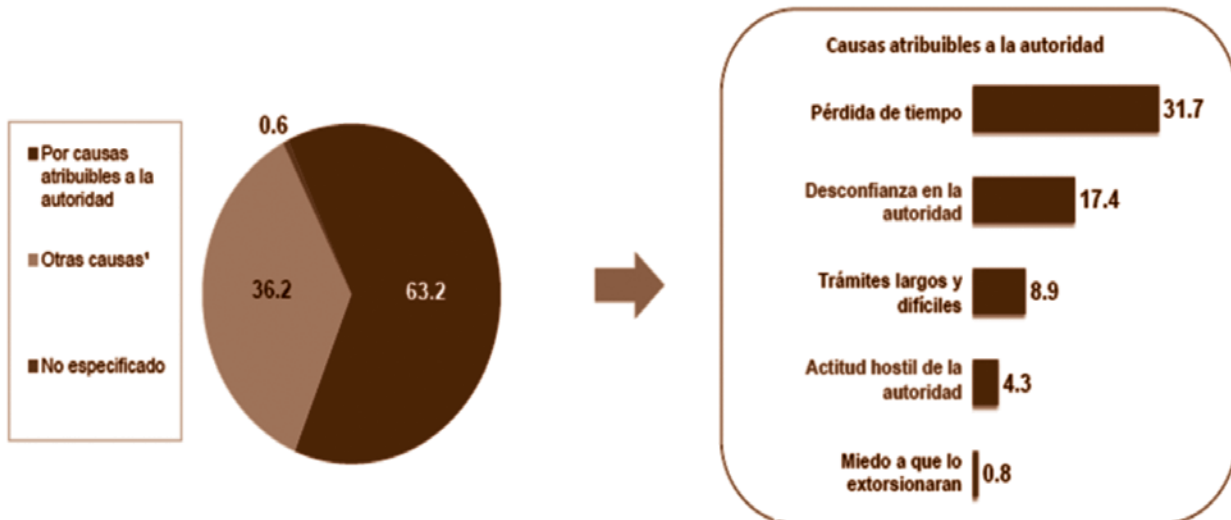 Por causas
atribuibles a la
autoridad
Otras causas¹
No especificado
0.6
36.2
63.2
Causas atribuibles a la autoridad
Pérdida de tiempo
31.7
Desconfianza en la
autoridad
17.4
Trámites largos y
difíciles
8.9
Actitud hostil de la
autoridad
4.3
Miedo a que lo
extorsionaran
0.8